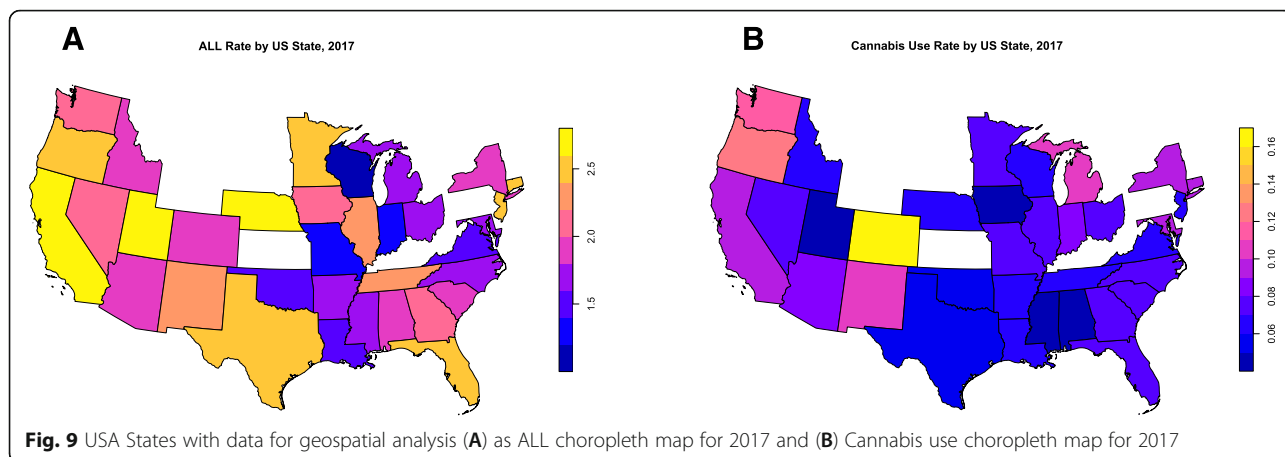 A
ALL Rate by US State, 2017
2.5
2.0
1.5
B
Cannabis Use Rate by US State, 2017
0.16
0.14
0.12
0.10
0.08
0.06
Fig. 9 USA States with data for geospatial analysis (A) as ALL choropleth map for 2017 and (B) Cannabis use choropleth map for 2017